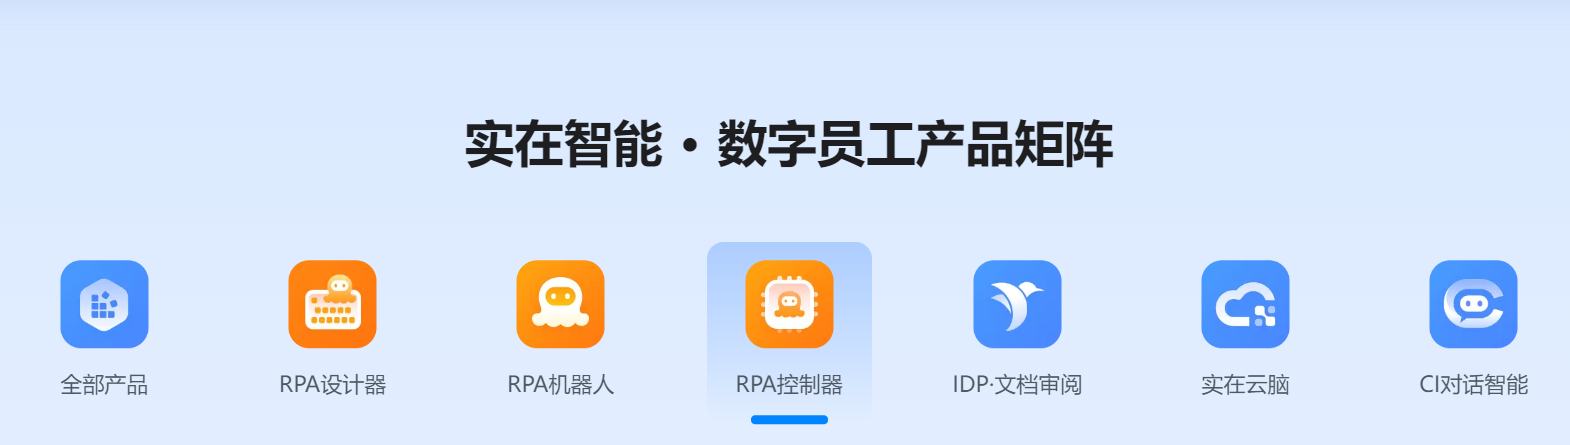 实在智能·数字员工产品矩阵
全部产品
RPA设计器
RPA机器人
RPA控制器
IDP·文档审阅
实在云脑
CI对话智能